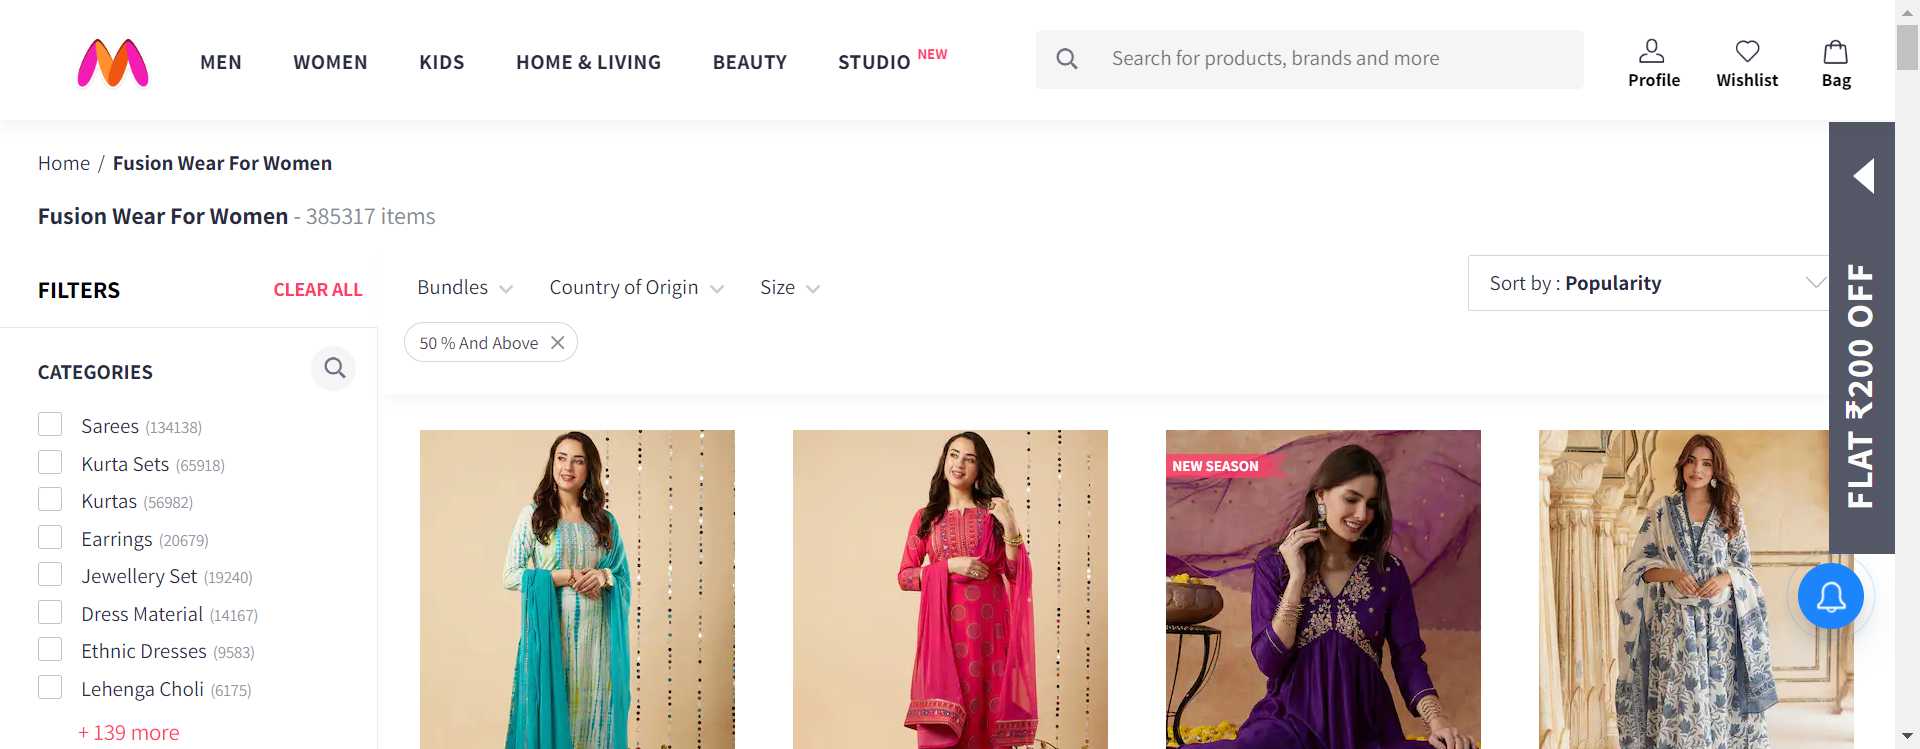 MEN WOMEN KIDS HOME & LIVING BEAUTY STUDIO NEW
Search for products, brands and more
Profile Wishlist Bag
Home / Fusion Wear For Women
Fusion Wear For Women - 385317 items
FILTERS CLEAR ALL
Bundles Country of Origin Size
Sort by : Popularity
50 % And Above
CATEGORIES
Sarees (134138)
Kurta Sets (65918)
Kurtas (56982)
Earrings (20679)
Jewellery Set (19240)
Dress Material (14167)
Ethnic Dresses (9583)
Lehenga Choli (6175)
+ 139 more
NEW SEASON
FLAT ₹200 OFF